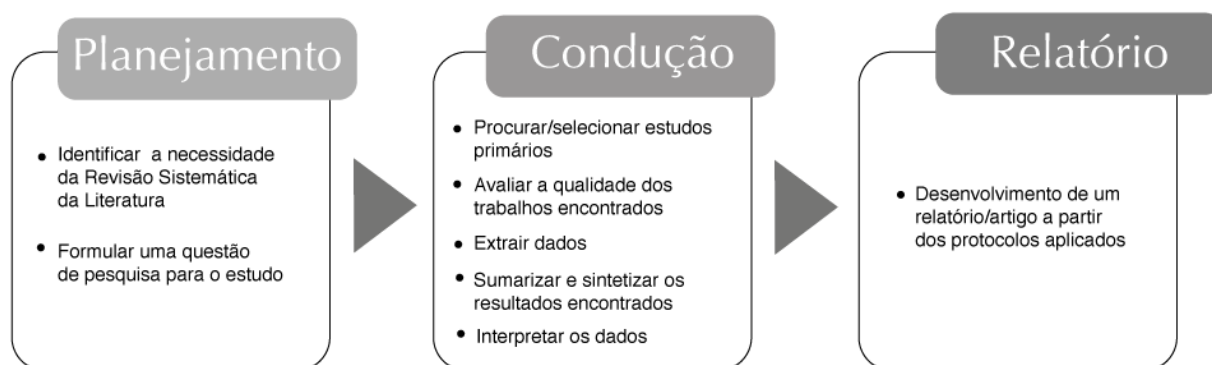 Planejamento
• Identificar a necessidade
da Revisão Sistemática
da Literatura
• Formular uma questão
de pesquisa para o estudo
Condução
• Procurar/selecionar estudos
primários
• Avaliar a qualidade dos
trabalhos encontrados
• Extrair dados
• Sumarizar e sintetizar os
resultados encontrados
• Interpretar os dados
Relatório
• Desenvolvimento de um
relatório/artigo a partir
dos protocolos aplicados